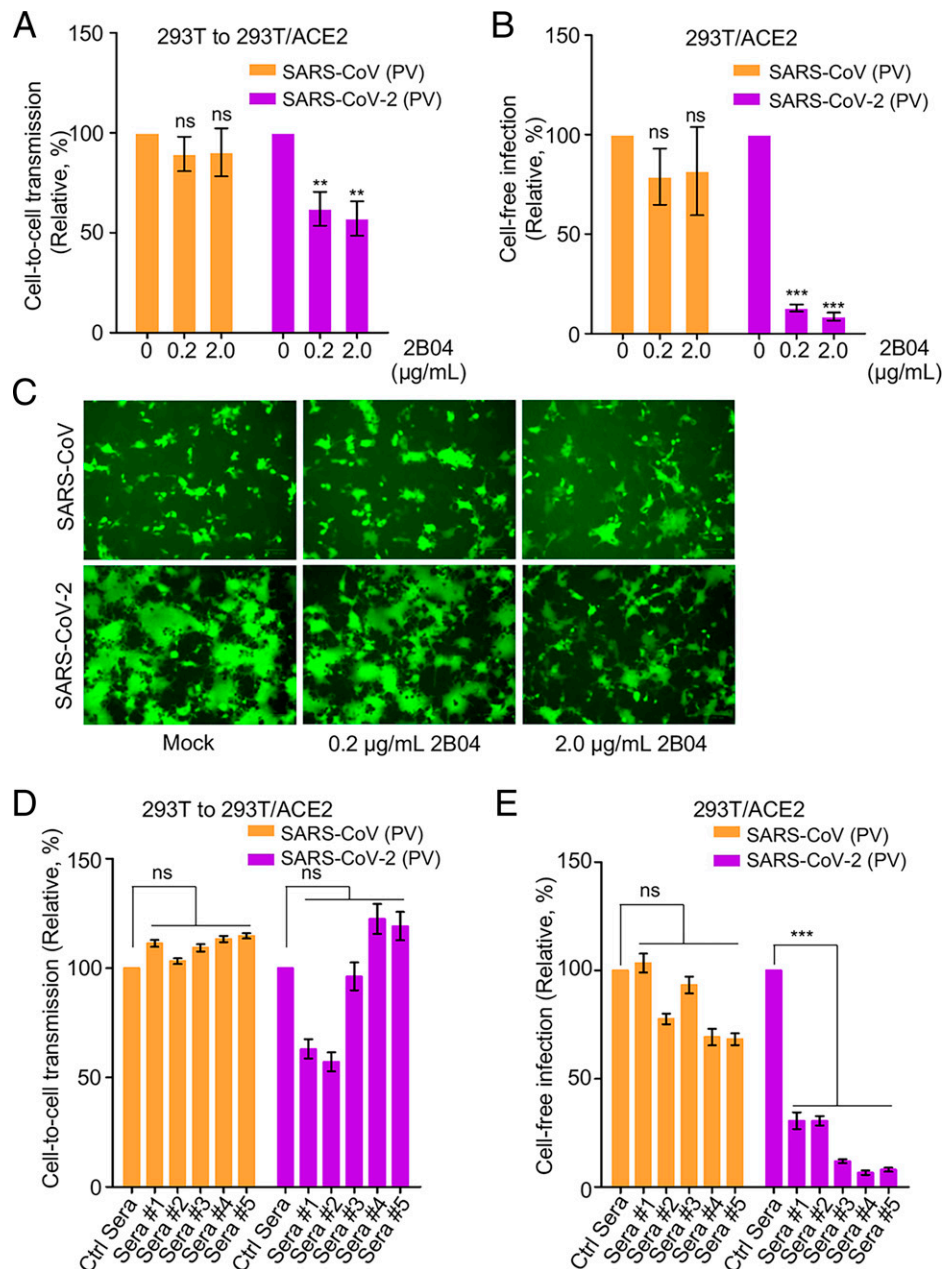 A
293T to 293T/ACE2
SARS-CoV (PV)
SARS-CoV-2 (PV)
Cell-to-cell transmission
(Relative, %)
150
100
50
0
ns
ns
**
**
0
0.2
2.0
0
0.2
2.0
2B04
(µg/mL)
B
293T/ACE2
SARS-CoV (PV)
SARS-CoV-2 (PV)
Cell-free infection
(Relative, %)
150
100
50
0
ns
ns
***
***
0
0.2
2.0
0
0.2
2.0
2B04
(µg/mL)
C
SARS-CoV
SARS-CoV-2
Mock
0.2 µg/mL 2B04
2.0 µg/mL 2B04
D
293T to 293T/ACE2
SARS-CoV (PV)
SARS-CoV-2 (PV)
Cell-to-cell transmission (Relative, %)
150
100
50
0
ns
ns
Ctrl Sera
Sera #1
Sera #2
Sera #3
Sera #4
Sera #5
Ctrl Sera
Sera #1
Sera #2
Sera #3
Sera #4
Sera #5
E
293T/ACE2
SARS-CoV (PV)
SARS-CoV-2 (PV)
Cell-free infection (Relative, %)
150
100
50
0
ns
***
Ctrl Sera
Sera #1
Sera #2
Sera #3
Sera #4
Sera #5
Ctrl Sera
Sera #1
Sera #2
Sera #3
Sera #4
Sera #5